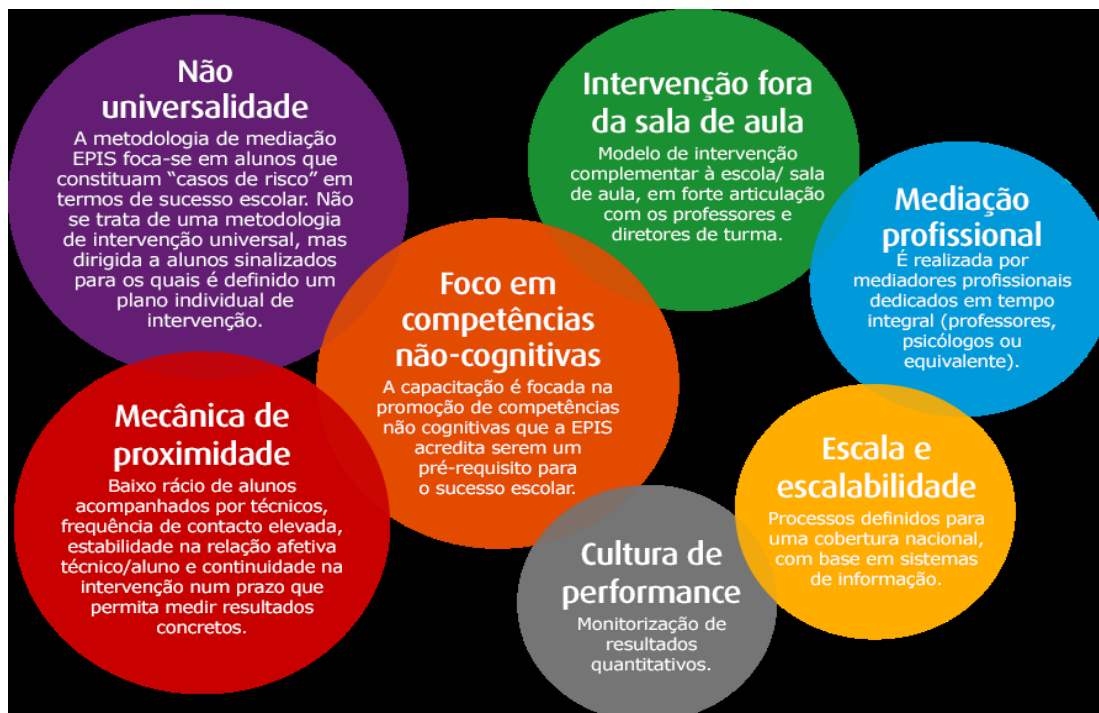 Não
universalidade
A metodologia de mediação
EPIS foca-se em alunos que
constituam “casos de risco” em
termos de sucesso escolar. Não
se trata de uma metodologia
de intervenção universal, mas
dirigida a alunos sinalizados
para os quais é definido um
plano individual de
intervenção.
Intervenção fora
da sala de aula
Modelo de intervenção
complementar à escola/ sala
de aula, em forte articulação
com os professores e
diretores de turma.
Mediação
profissional
É realizada por
mediadores profissionais
dedicados em tempo
integral (professores,
psicólogos ou
equivalente).
Foco em
competências
não-cognitivas
A capacitação é focada na
promoção de competências
não cognitivas que a EPIS
acredita serem um
pré-requisito para
o sucesso escolar.
Mecânica de
proximidade
Baixo rácio de alunos
acompanhados por técnicos,
frequência de contacto elevada,
estabilidade na relação afetiva
técnico/aluno e continuidade na
intervenção num prazo que
permita medir resultados
concretos.
Escala e
escalabilidade
Processos definidos para
uma cobertura nacional,
com base em sistemas
de informação.
Cultura de
performance
Monitorização de
resultados
quantitativos.